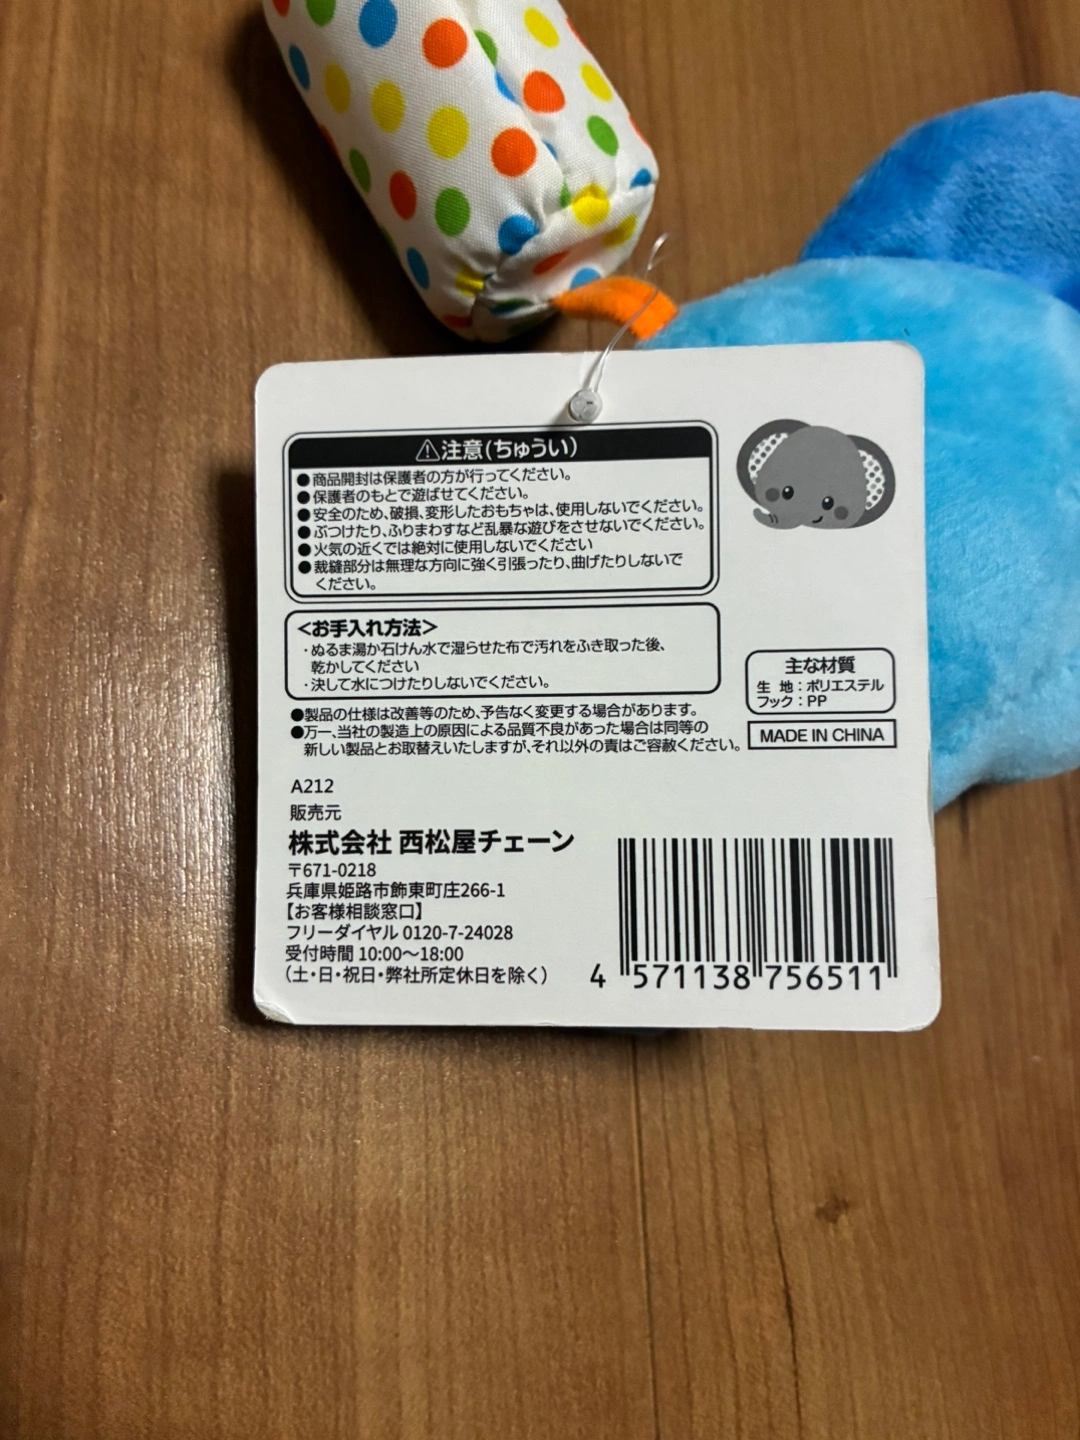 ⚠注意(ちゅうい)
●商品開封は保護者の方が行ってください。
●保護者のもとで遊ばせてください。
●安全のため、破損、変形したおもちゃは、使用しないでください。
●ぶつけたり、ふりまわすなど乱暴な遊びをさせないでください。
●火気の近くでは絶対に使用しないでください
●裁縫部分は無理な方向に強く引張ったり、曲げたりしないで
ください。
<お手入れ方法>
・ぬるま湯か石けん水で湿らせた布で汚れをふき取った後、
乾かしてください
・決して水につけたりしないでください。
主な材質
生 地：ポリエステル
フック：PP
MADE IN CHINA
●製品の仕様は改善等のため、予告なく変更する場合があります。
●万一、当社の製造上の原因による品質不良があった場合は同等の
新しい製品とお取替えいたしますが、それ以外の責はご容赦ください。
A212
販売元
株式会社 西松屋チェーン
〒671-0218
兵庫県姫路市飾東町庄266-1
【お客様相談窓口】
フリーダイヤル 0120-7-24028
受付時間 10:00〜18:00
(土・日・祝日・弊社所定休日を除く)
4 571138 756511